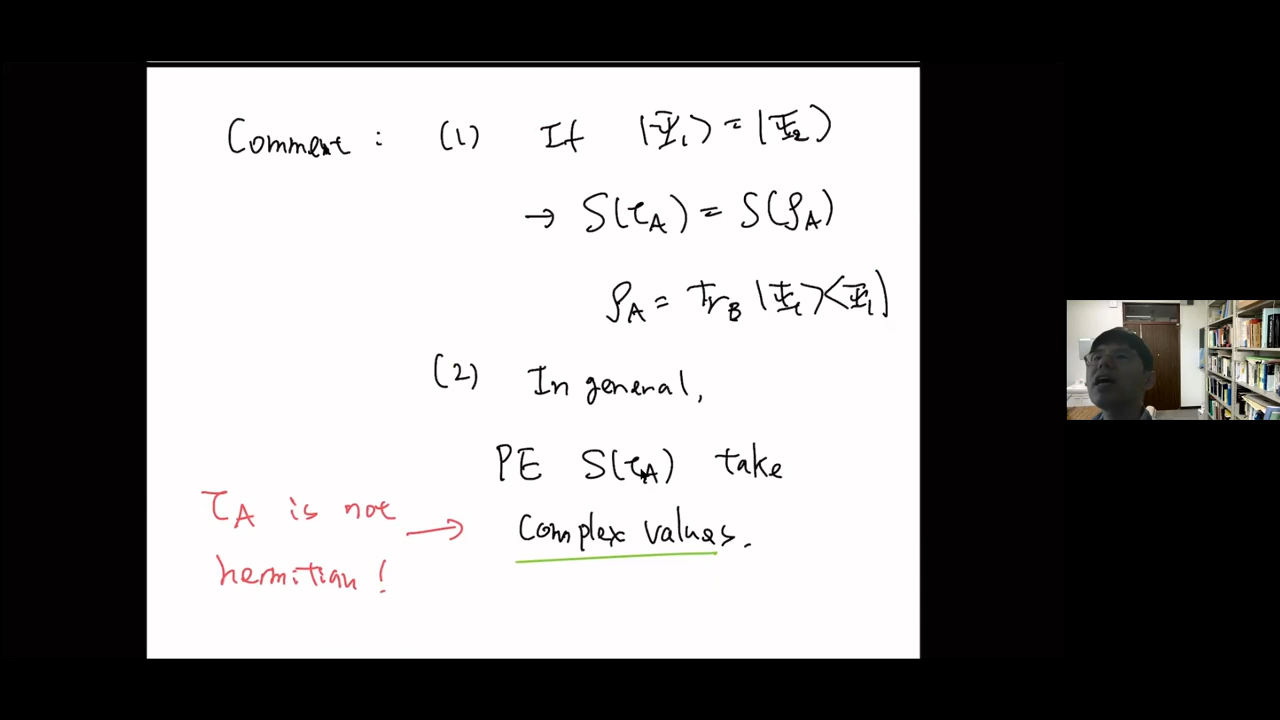 Comment : (1) If |Ψ₁⟩ = |Ψ₂⟩
→ S(τ_A) = S(ρ_A)
ρ_A = Tr_B |Ψ₁⟩⟨Ψ₁|
(2) In general,
PE S(τ_A) take
complex values.
τ_A is not →
hermitian !